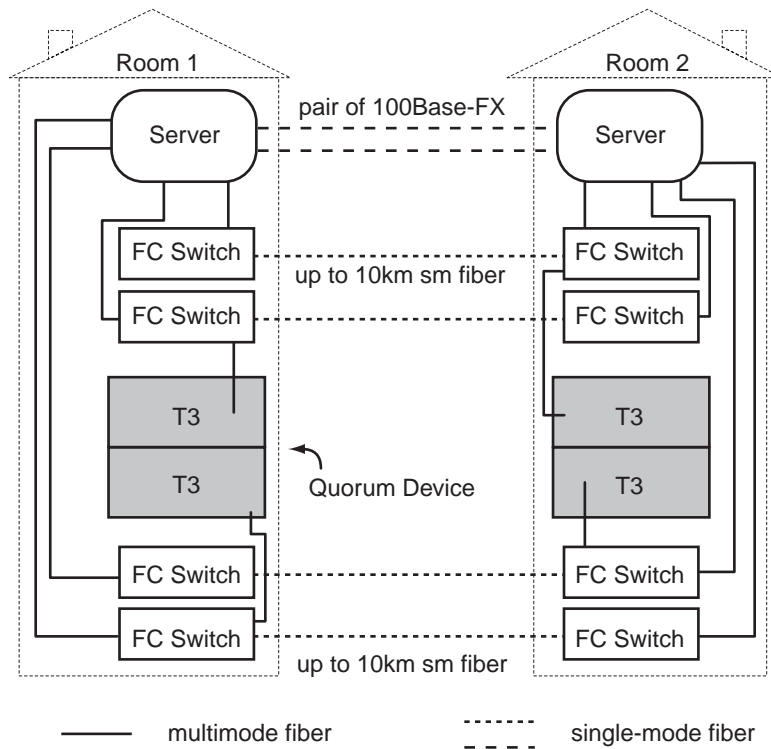 Room 1
Room 2
pair of 100Base-FX
Server
Server
FC Switch
FC Switch
up to 10km sm fiber
FC Switch
FC Switch
T3
T3
Quorum Device
T3
T3
FC Switch
FC Switch
FC Switch
FC Switch
up to 10km sm fiber
multimode fiber
single-mode fiber